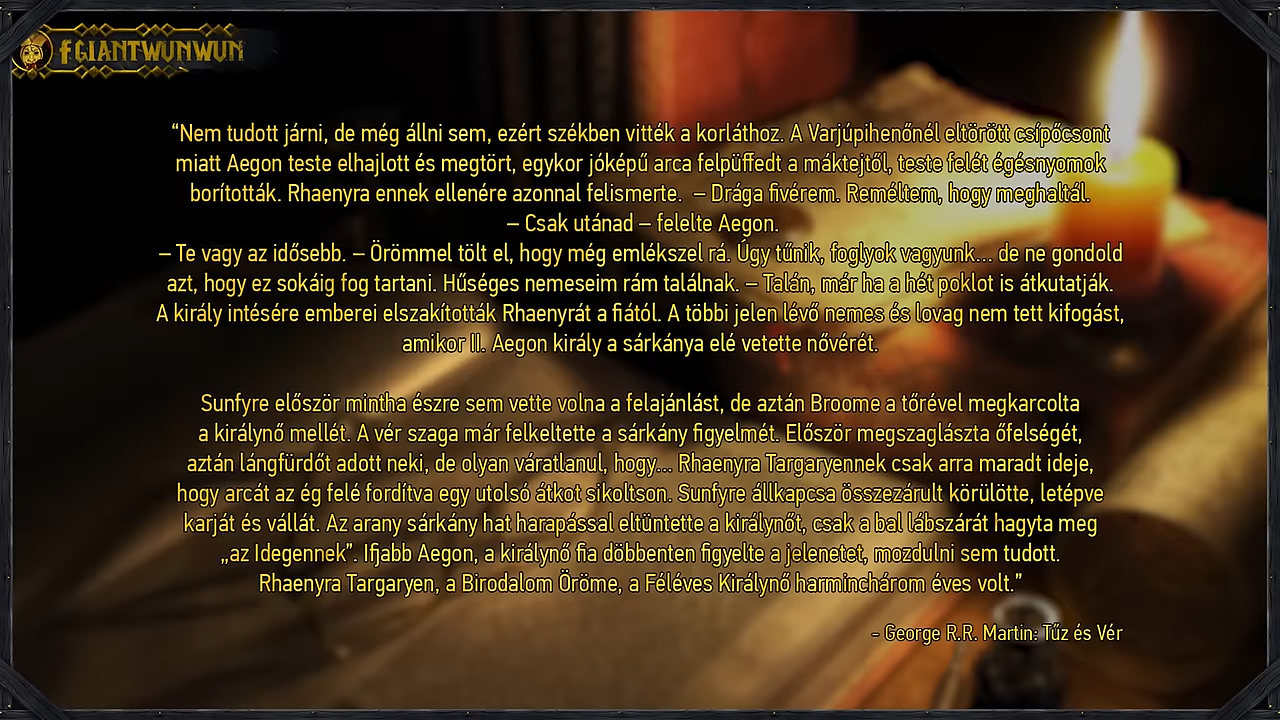 FGIANTWUNWUN
“Nem tudott járni, de még állni sem, ezért székben vitték a korláthoz. A Varjúpihenőnél eltörött csípőcsont
miatt Aegon teste elhajlott és megtört, egykor jóképű arca felpüffedt a máktejtől, teste felét égésnyomok
borították. Rhaenyra ennek ellenére azonnal felismerte. – Drága fivérem. Reméltem, hogy meghaltál.
– Csak utánad – felelte Aegon.
– Te vagy az idősebb. – Örömmel tölt el, hogy még emlékszel rá. Úgy tűnik, foglyok vagyunk... de ne gondold
azt, hogy ez sokáig fog tartani. Hűséges nemeseim rám találnak. – Talán, már ha a hét poklot is átkutatják.
A király intésére emberei elszakították Rhaenyrát a fiától. A többi jelen lévő nemes és lovag nem tett kifogást,
amikor II. Aegon király a sárkánya elé vetette nővérét.
Sunfyre először mintha észre sem vette volna a felajánlást, de aztán Broome a tőrével megkarcolta
a királynő mellét. A vér szaga már felkeltette a sárkány figyelmét. Először megszaglászta őfelségét,
aztán lángfürdőt adott neki, de olyan váratlanul, hogy... Rhaenyra Targaryennek csak arra maradt ideje,
hogy arcát az ég felé fordítva egy utolsó átkot sikoltson. Sunfyre állkapcsa összezárult körülötte, letépve
karját és vállát. Az arany sárkány hat harapással eltüntette a királynőt, csak a bal lábszárát hagyta meg
„az Idegennek”. Ifjabb Aegon, a királynő fia döbbenten figyelte a jelenetet, mozdulni sem tudott.
Rhaenyra Targaryen, a Birodalom Öröme, a Féléves Királynő harminchárom éves volt.”
- George R.R. Martin: Tűz és Vér